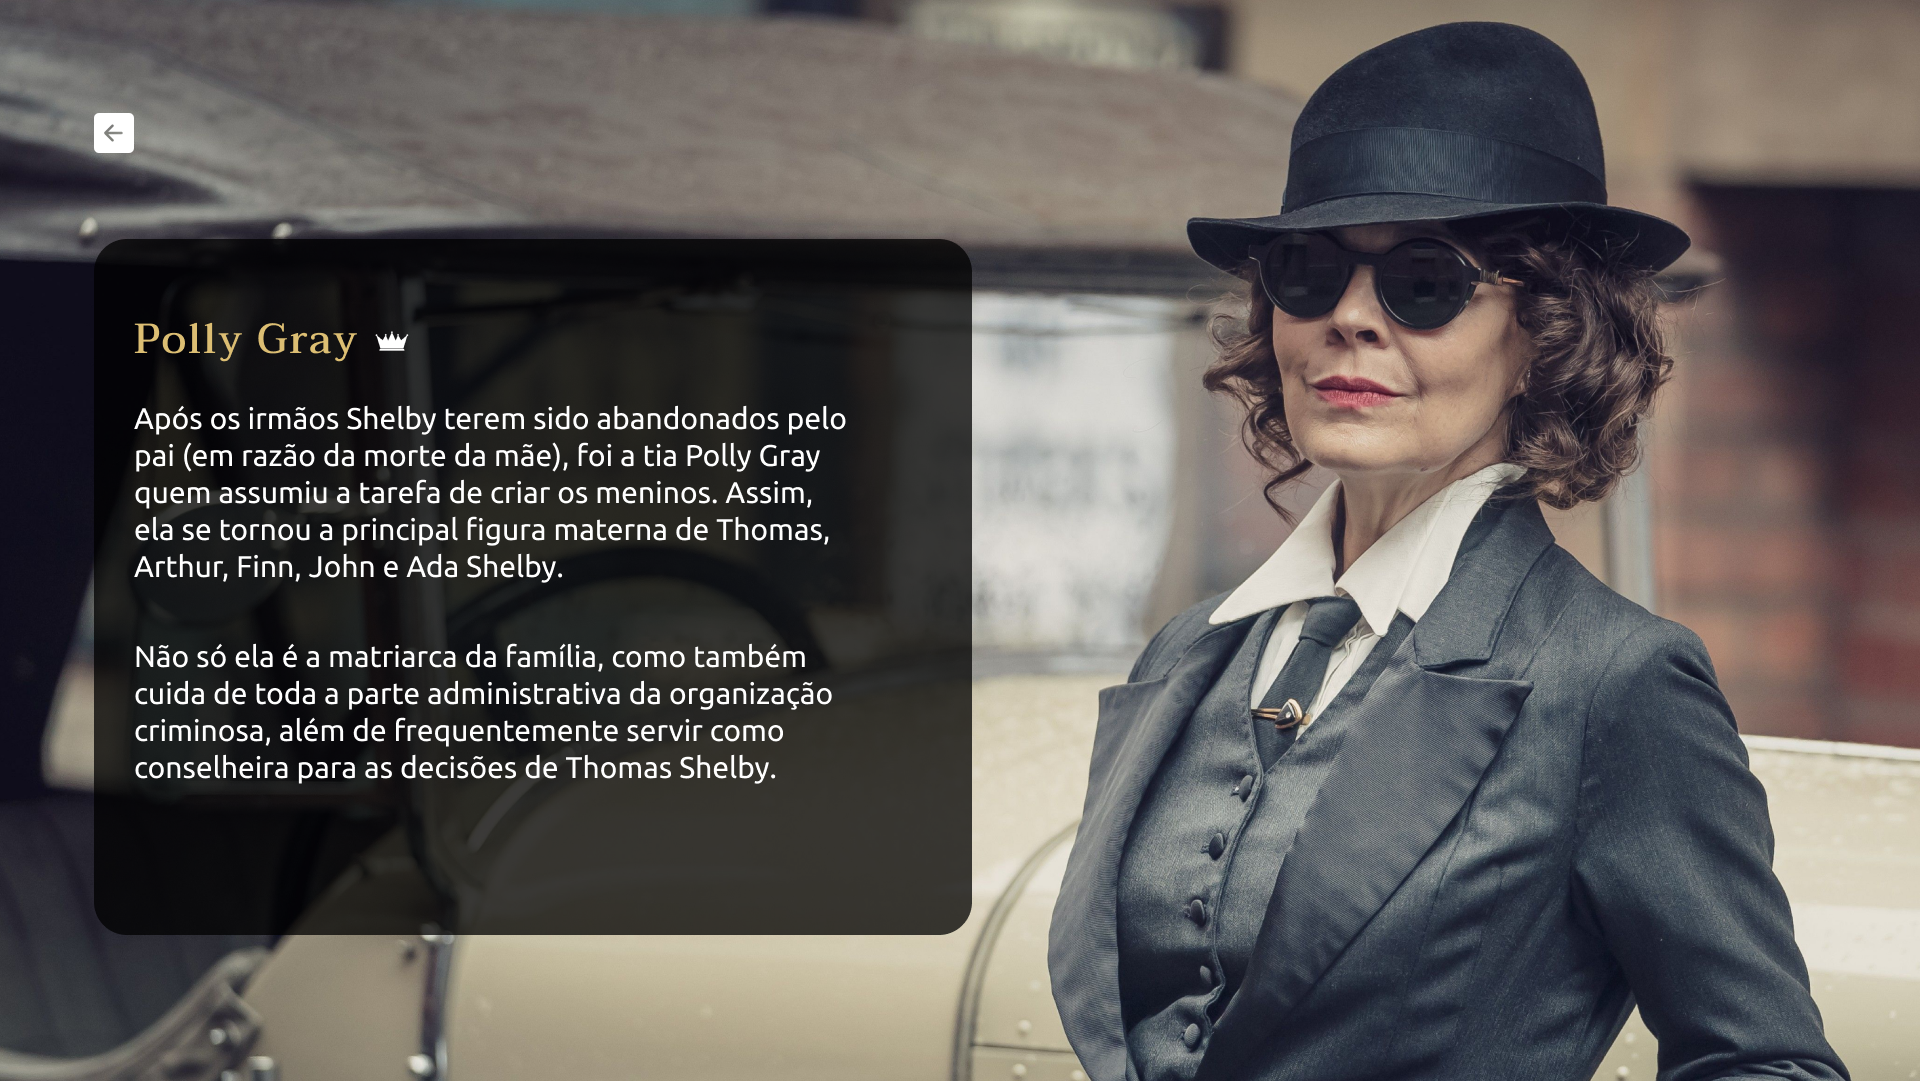 Polly Gray
Após os irmãos Shelby terem sido abandonados pelo
pai (em razão da morte da mãe), foi a tia Polly Gray
quem assumiu a tarefa de criar os meninos. Assim,
ela se tornou a principal figura materna de Thomas,
Arthur, Finn, John e Ada Shelby.
Não só ela é a matriarca da família, como também
cuida de toda a parte administrativa da organização
criminosa, além de frequentemente servir como
conselheira para as decisões de Thomas Shelby.